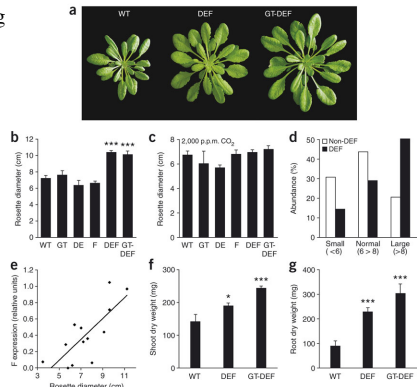 g
a
WT DEF GT-DEF
b
Rosette diameter (cm)
12
10
8
6
4
2
0
*** ***
WT GT DE F DEF GT-
DEF
c
Rosette diameter (cm)
8
6
4
2
0
2,000 p.p.m. CO2
WT GT DE F DEF GT-
DEF
d
Abundance (%)
50
40
30
20
10
0
Non-DEF
DEF
Small Normal Large
(<6) (6 > 8) (>8)
e
F expression (relative units)
1.2
1.0
0.8
0.6
0.4
0.2
0.0
3 5 7 9 11
Rosette diameter (cm)
f
Shoot dry weight (mg)
300
200
100
0
*
***
WT DEF GT-DEF
g
Root dry weight (mg)
400
300
200
100
0
***
***
WT DEF GT-DEF